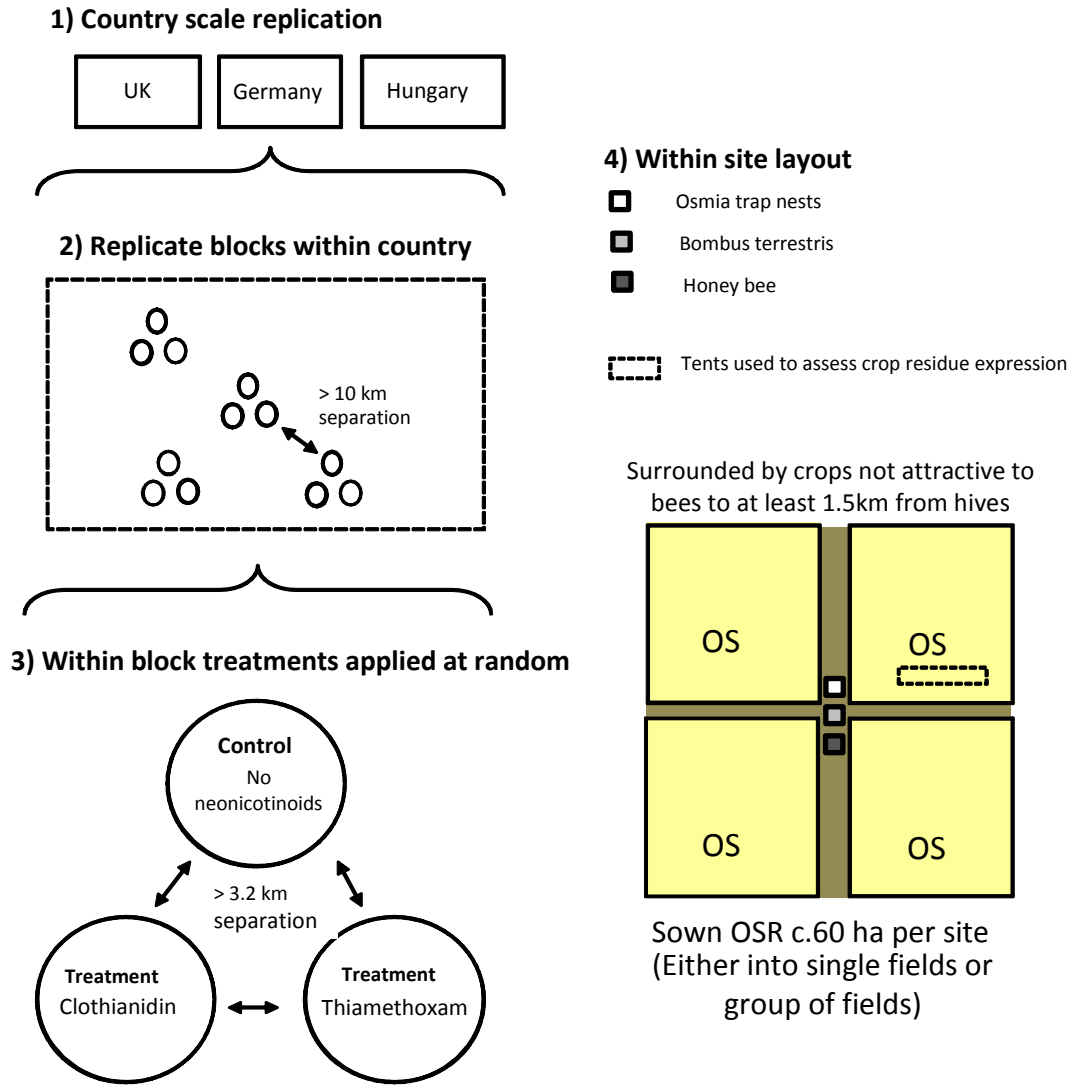 1) Country scale replication
UK
Germany
Hungary
2) Replicate blocks within country
> 10 km
separation
3) Within block treatments applied at random
Control
No
neonicotinoids
> 3.2 km
separation
Treatment
Clothianidin
Treatment
Thiamethoxam
4) Within site layout
Osmia trap nests
Bombus terrestris
Honey bee
Tents used to assess crop residue expression
Surrounded by crops not attractive to
bees to at least 1.5km from hives
OS
OS
OS
OS
Sown OSR c.60 ha per site
(Either into single fields or
group of fields)